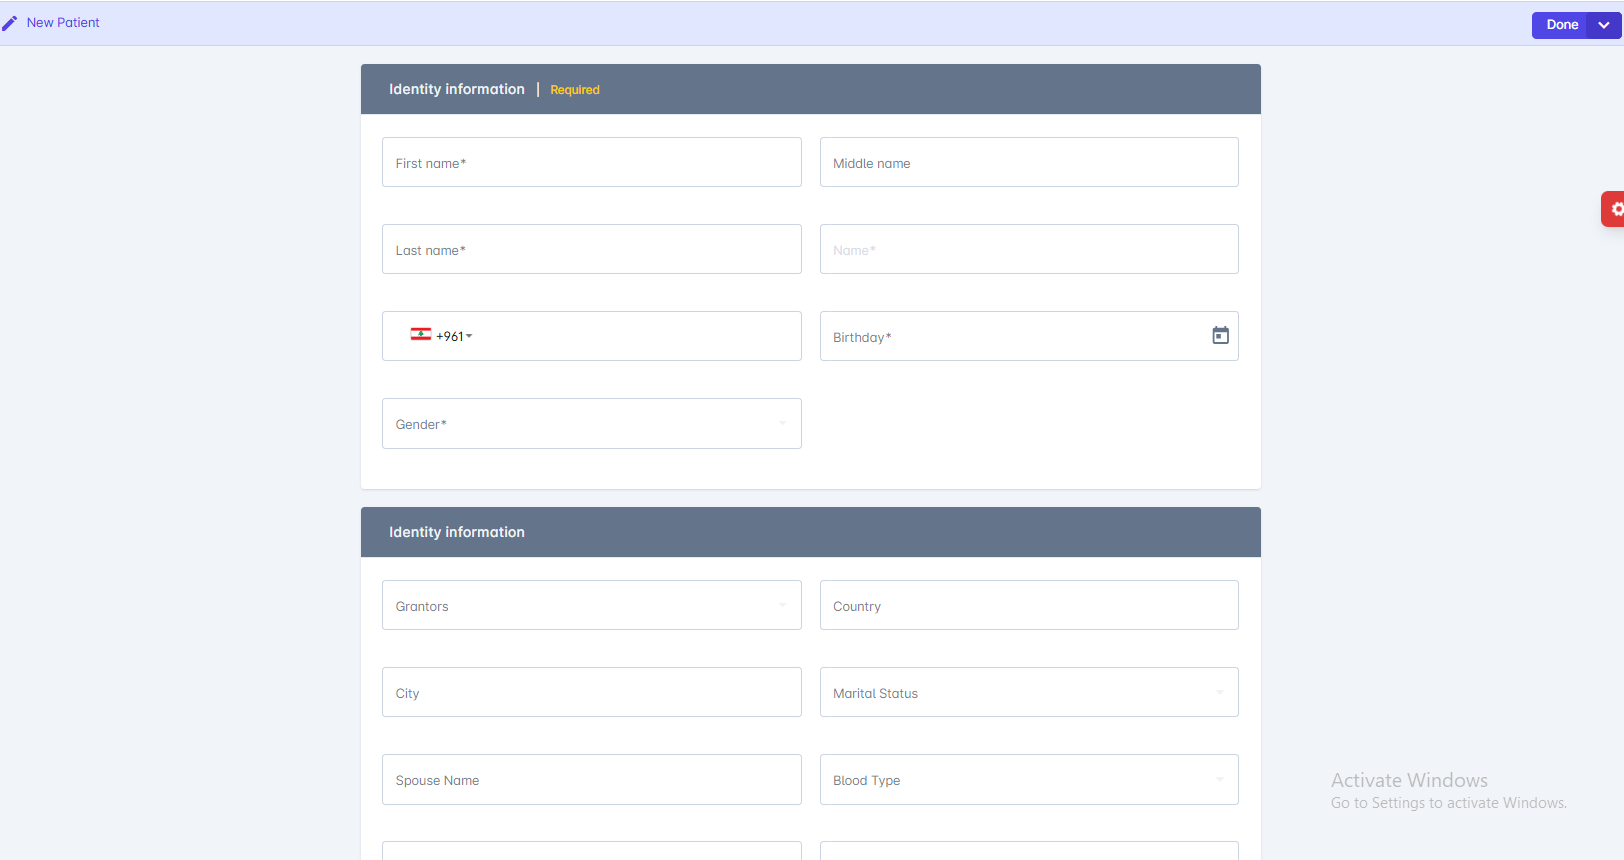 New Patient
Done
Identity information | Required
First name*
Middle name
Last name*
Name*
+961
Birthday*
Gender*
Identity information
Grantors
Country
City
Marital Status
Spouse Name
Blood Type
Activate Windows
Go to Settings to activate Windows.